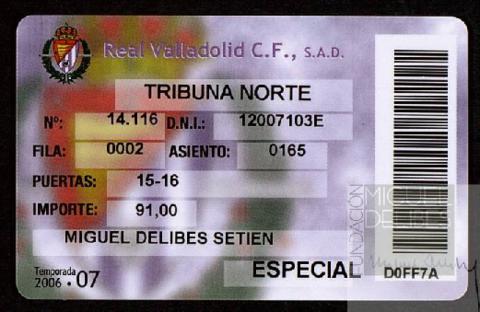 Real Valladolid C.F., S.A.D.
TRIBUNA NORTE
Nº: 14.116 D.N.I.: 12007103E
FILA: 0002 ASIENTO: 0165
PUERTAS: 15-16
IMPORTE: 91,00
MIGUEL DELIBES SETIEN
Temporada
2006 • 07
ESPECIAL
D0FF7A
FUNDACIÓN
MIGUEL
DELIBES